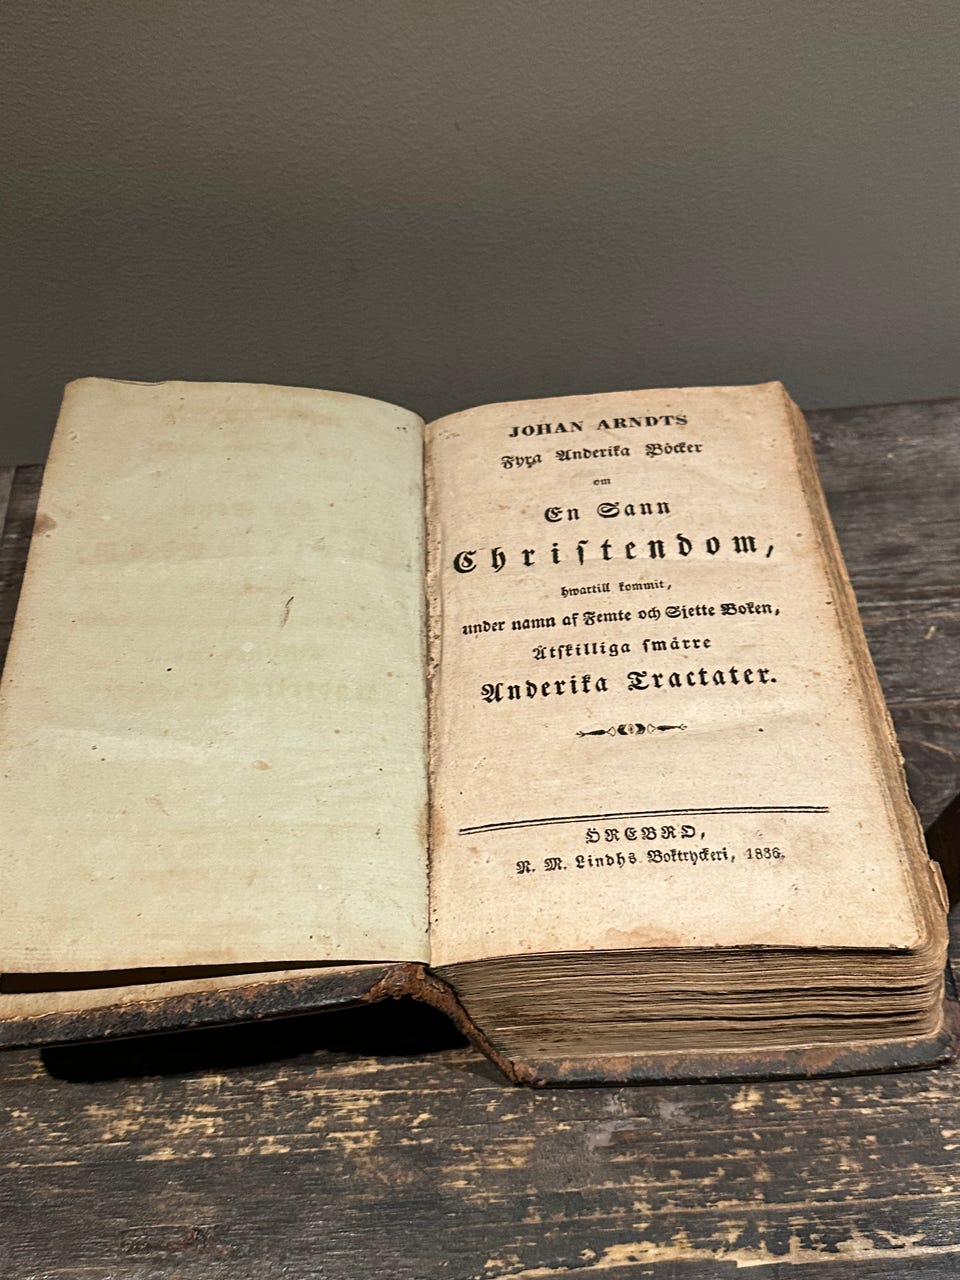 JOHAN ARNDTS
Fyra Anderika Böcker
om
En Sann
Christendom,
hwartill kommit,
under namn af Femte och Sjette Boken,
Åtskilliga smärre
Anderika Tractater.
ÖREBRO,
N. M. Lindhs Boktryckeri, 1836.